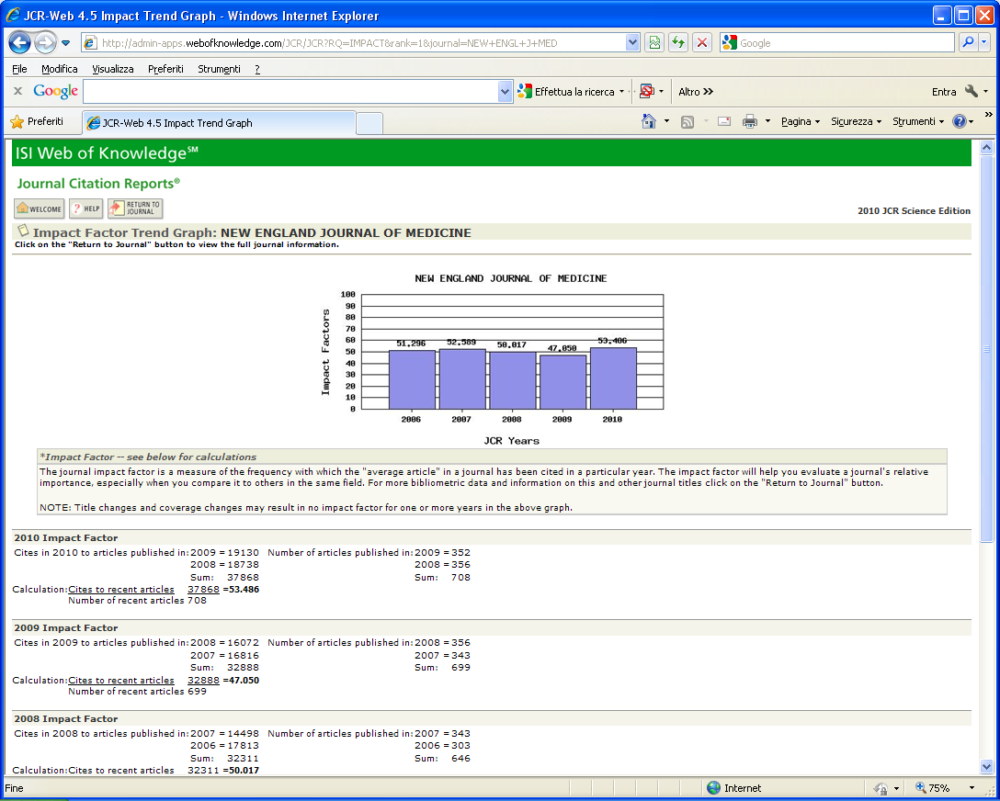 JCR-Web 4.5 Impact Trend Graph - Windows Internet Explorer
http://admin-apps.webofknowledge.com/JCR/JCR?RQ=IMPACT&rank=1&journal=NEW+ENGL+J+MED
Google
File Modifica Visualizza Preferiti Strumenti ?
x Google Effettua la ricerca Altro >> Entra
Preferiti JCR-Web 4.5 Impact Trend Graph Pagina Sicurezza Strumenti >>
ISI Web of Knowledge℠
Journal Citation Reports®
WELCOME ? HELP RETURN TO JOURNAL
2010 JCR Science Edition
Impact Factor Trend Graph: NEW ENGLAND JOURNAL OF MEDICINE
Click on the "Return to Journal" button to view the full journal information.
NEW ENGLAND JOURNAL OF MEDICINE
Impact Factors
100
90
80
70
60
50
40
30
20
10
0
51.296 52.589 50.017 47.050 53.486
2006 2007 2008 2009 2010
JCR Years
*Impact Factor -- see below for calculations
The journal impact factor is a measure of the frequency with which the "average article" in a journal has been cited in a particular year. The impact factor will help you evaluate a journal's relative
importance, especially when you compare it to others in the same field. For more bibliometric data and information on this and other journal titles click on the "Return to Journal" button.
NOTE: Title changes and coverage changes may result in no impact factor for one or more years in the above graph.
2010 Impact Factor
Cites in 2010 to articles published in: 2009 = 19130 Number of articles published in: 2009 = 352
2008 = 18738 2008 = 356
Sum: 37868 Sum: 708
Calculation: Cites to recent articles 37868 =53.486
Number of recent articles 708
2009 Impact Factor
Cites in 2009 to articles published in: 2008 = 16072 Number of articles published in: 2008 = 356
2007 = 16816 2007 = 343
Sum: 32888 Sum: 699
Calculation: Cites to recent articles 32888 =47.050
Number of recent articles 699
2008 Impact Factor
Cites in 2008 to articles published in: 2007 = 14498 Number of articles published in: 2007 = 343
2006 = 17813 2006 = 303
Sum: 32311 Sum: 646
Calculation: Cites to recent articles 32311 =50.017
Fine Internet 75%